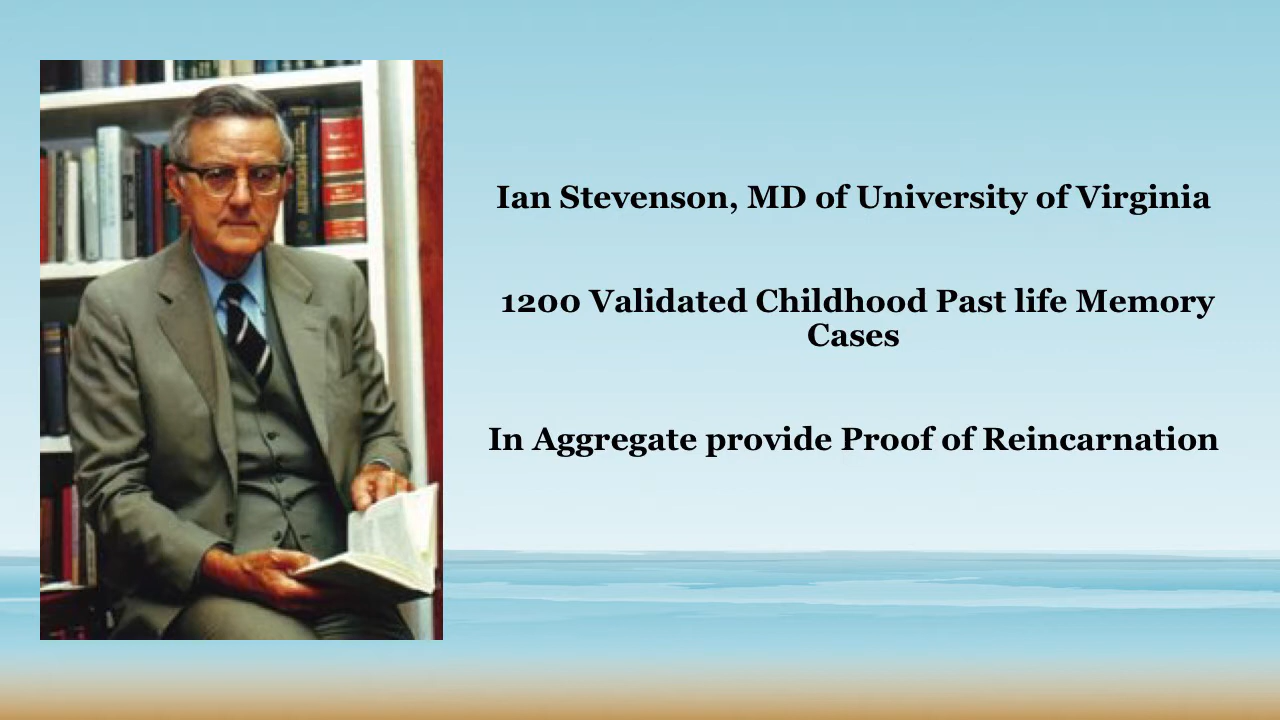 Ian Stevenson, MD of University of Virginia
1200 Validated Childhood Past life Memory
Cases
In Aggregate provide Proof of Reincarnation